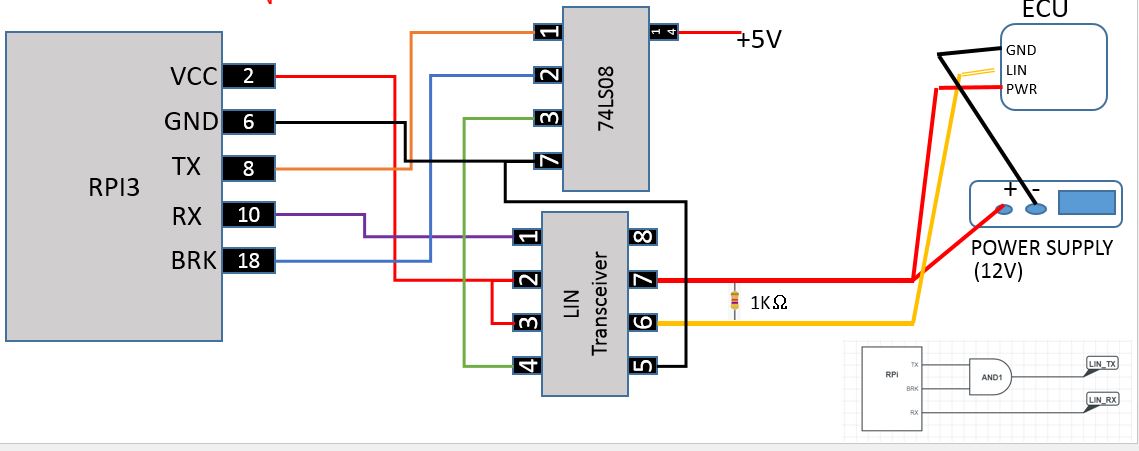 ECU
RPI3
VCC 2
GND 6
TX 8
RX 10
BRK 18
1
2
3
7
74LS08
14
+5V
GND
LIN
PWR
+ -
POWER SUPPLY
(12V)
1
2
3
4
LIN
Transceiver
8
7
6
5
1KΩ
RPi
TX
BRK
RX
AND1
LIN_TX
LIN_RX